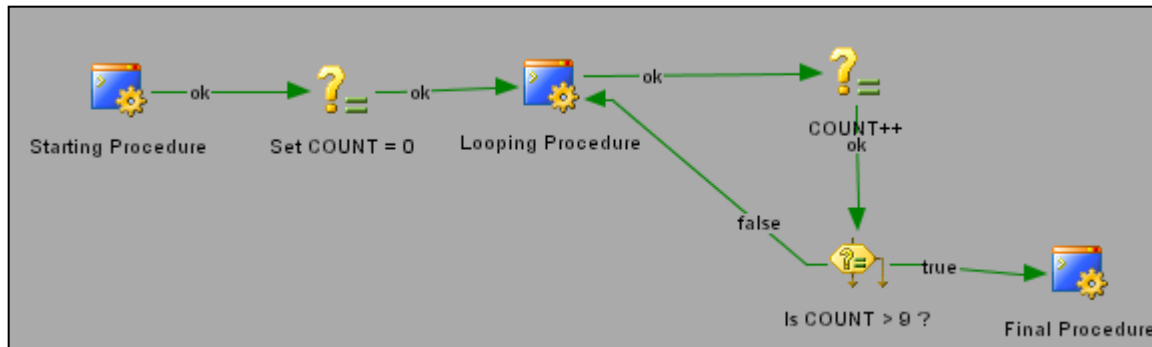 ok
ok
ok
Starting Procedure
Set COUNT = 0
Looping Procedure
COUNT++
ok
false
true
Is COUNT > 9 ?
Final Procedure